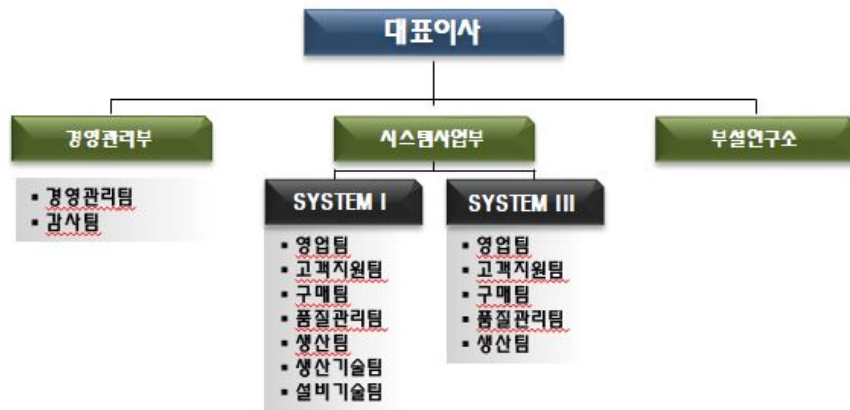 대표이사
경영관리부
시스템사업부
부설연구소
▪ 경영관리팀
▪ 감사팀
SYSTEM I
▪ 영업팀
▪ 고객지원팀
▪ 구매팀
▪ 품질관리팀
▪ 생산팀
▪ 생산기술팀
▪ 설비기술팀
SYSTEM III
▪ 영업팀
▪ 고객지원팀
▪ 구매팀
▪ 품질관리팀
▪ 생산팀